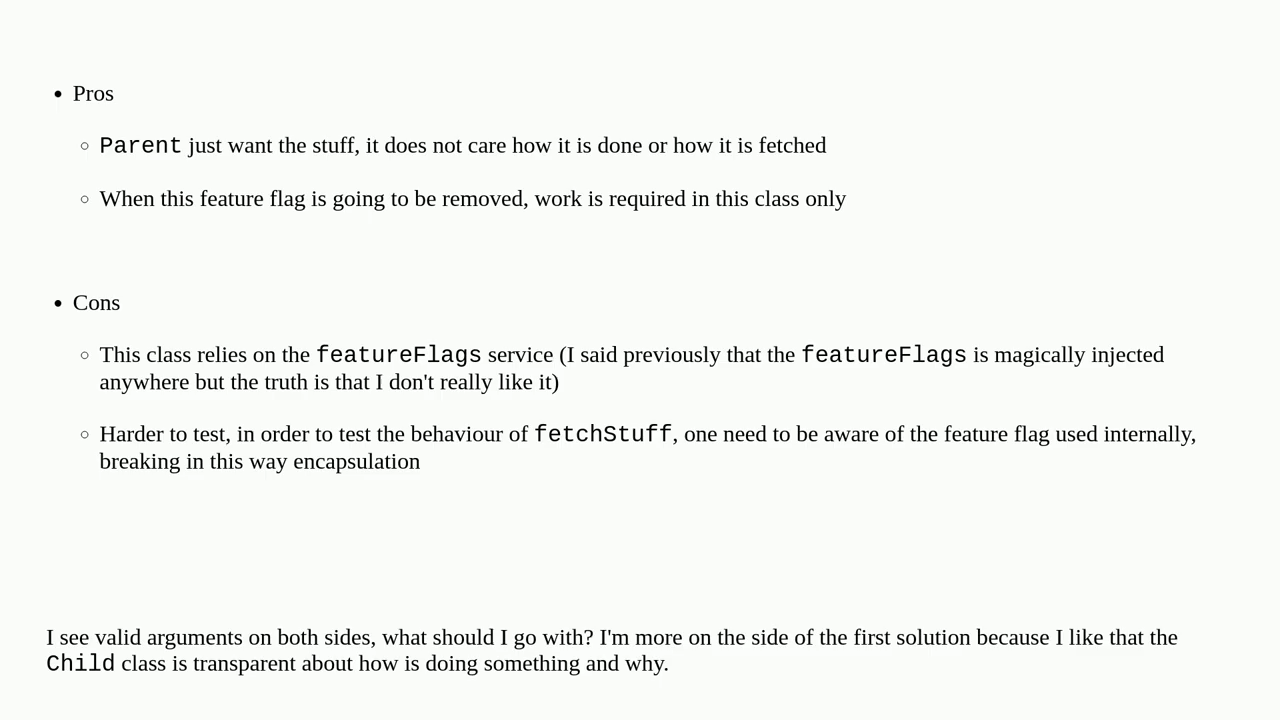 Pros
Parent just want the stuff, it does not care how it is done or how it is fetched
When this feature flag is going to be removed, work is required in this class only
Cons
This class relies on the featureFlags service (I said previously that the featureFlags is magically injected
anywhere but the truth is that I don't really like it)
Harder to test, in order to test the behaviour of fetchStuff, one need to be aware of the feature flag used internally,
breaking in this way encapsulation
I see valid arguments on both sides, what should I go with? I'm more on the side of the first solution because I like that the
Child class is transparent about how is doing something and why.